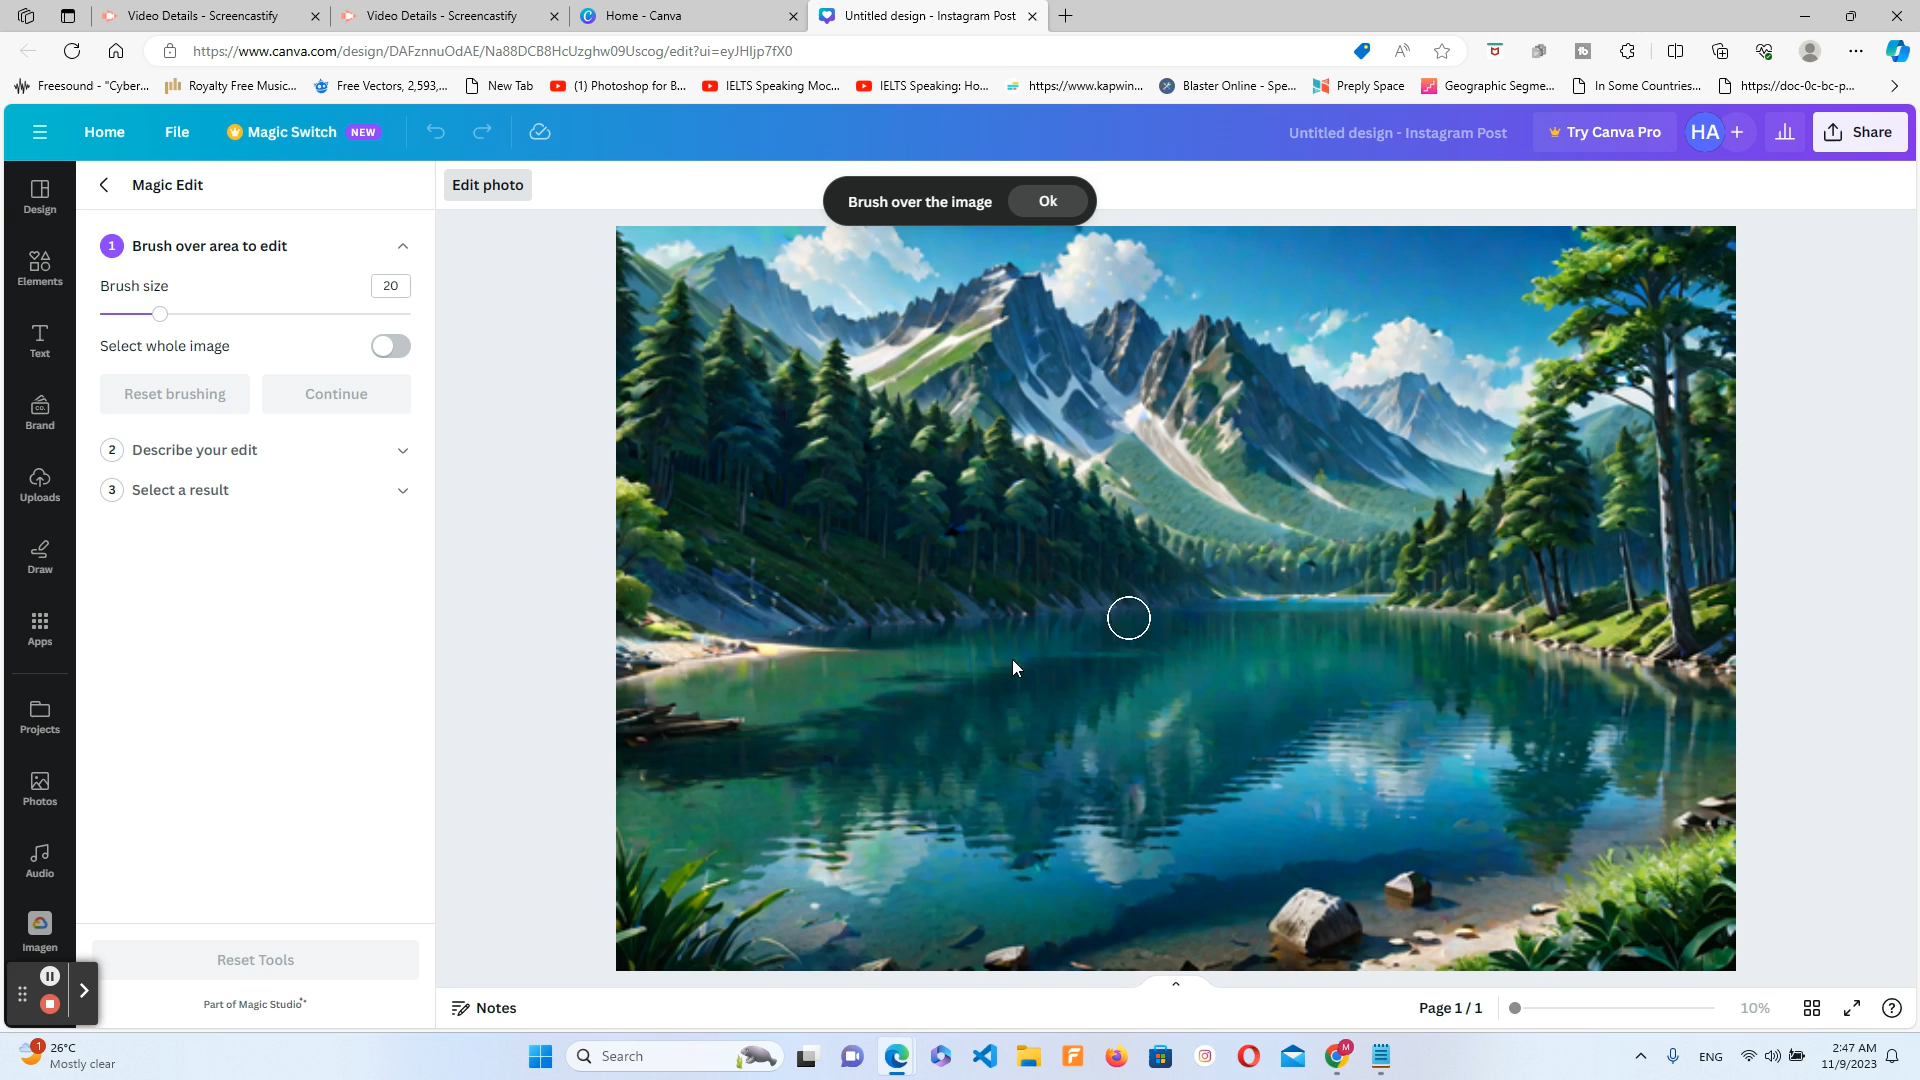 Video Details - Screencastify
Video Details - Screencastify
Home - Canva
Untitled design - Instagram Post
https://www.canva.com/design/DAFznnuOdAE/Na88DCB8HcUzghw09Uscog/edit?ui=eyJHIjp7fX0
Freesound - "Cyber...
Royalty Free Music...
Free Vectors, 2,593,...
New Tab
(1) Photoshop for B...
IELTS Speaking Moc...
IELTS Speaking: Ho...
https://www.kapwin...
Blaster Online - Spe...
Preply Space
Geographic Segme...
In Some Countries...
https://doc-0c-bc-p...
Home
File
Magic Switch NEW
Untitled design - Instagram Post
Try Canva Pro
HA
Share
Design
Elements
Text
Brand
Uploads
Draw
Apps
Projects
Photos
Audio
Imagen
Magic Edit
1 Brush over area to edit
Brush size 20
Select whole image
Reset brushing Continue
2 Describe your edit
3 Select a result
Reset Tools
Part of Magic Studio
Edit photo
Brush over the image Ok
Notes
Page 1 / 1
10%
1
26°C
Mostly clear
Search
M
ENG
2:47 AM
11/9/2023